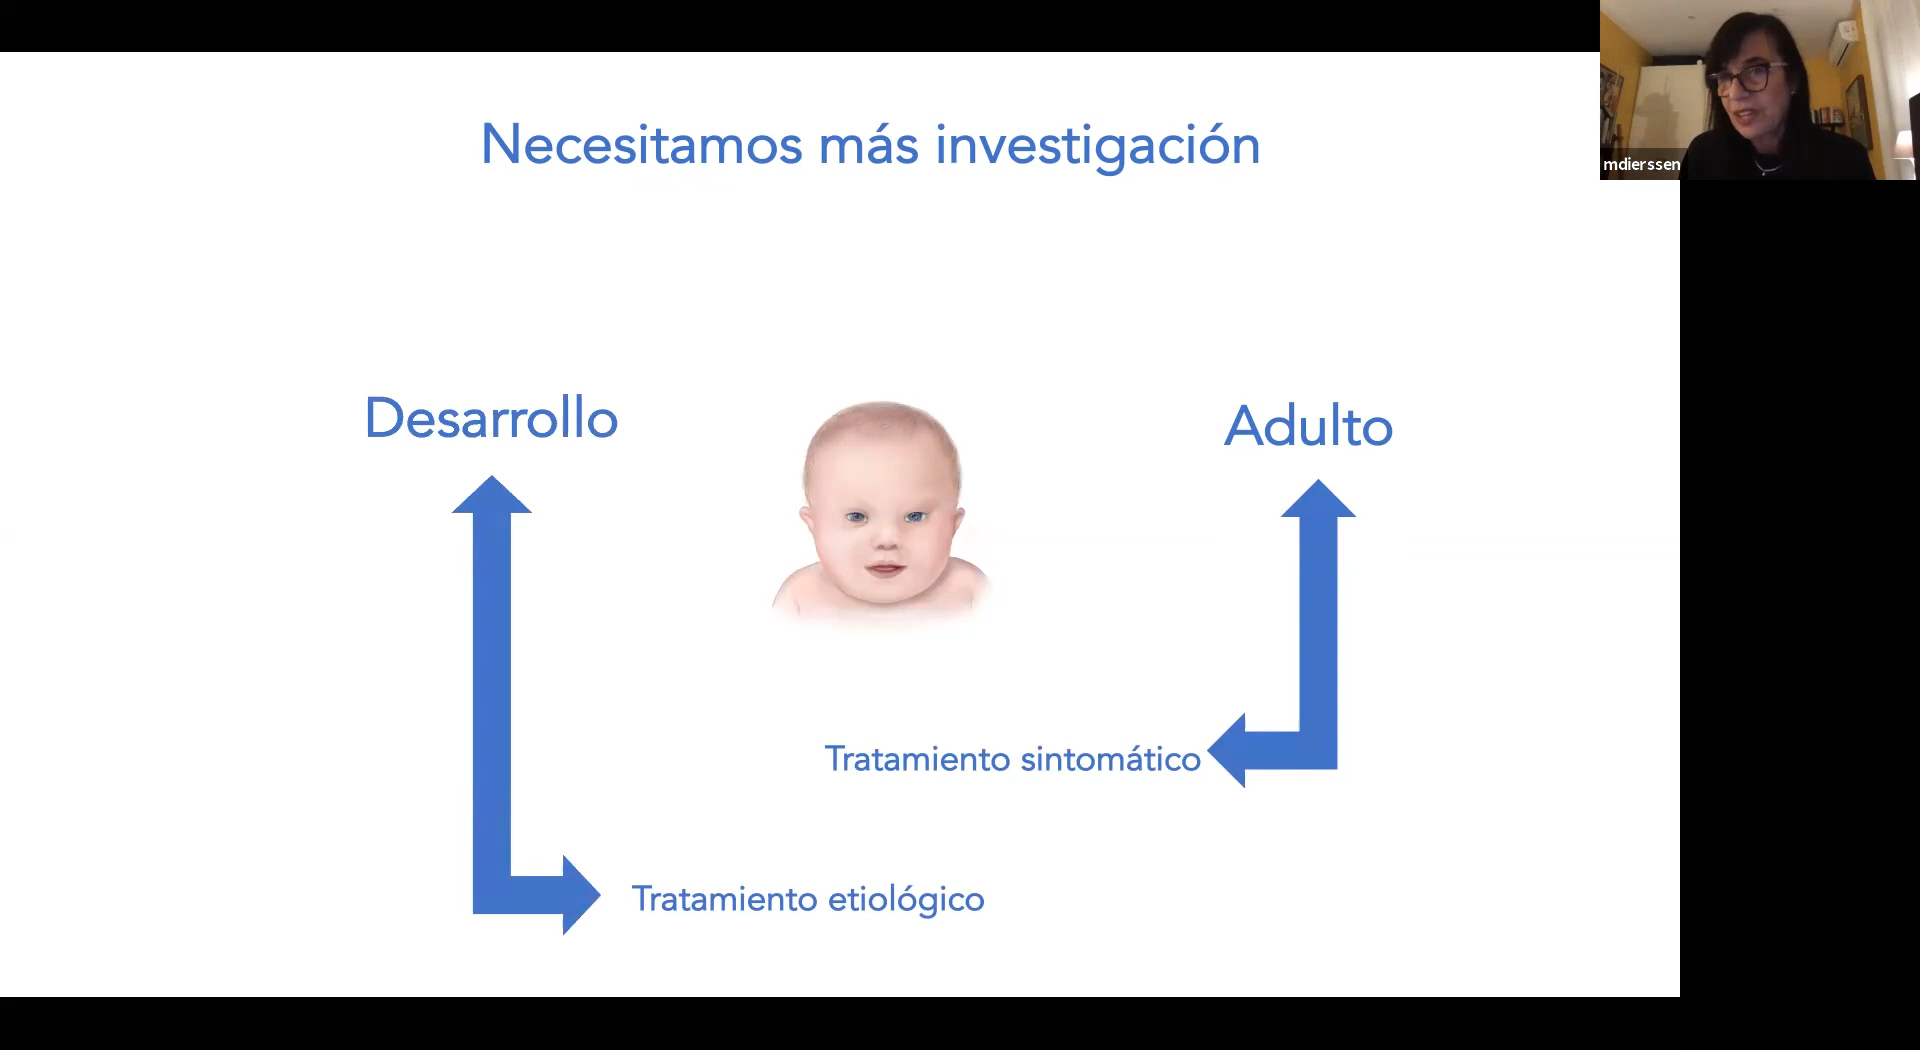 Necesitamos más investigación
mdierssen
Desarrollo
Adulto
Tratamiento sintomático
Tratamiento etiológico